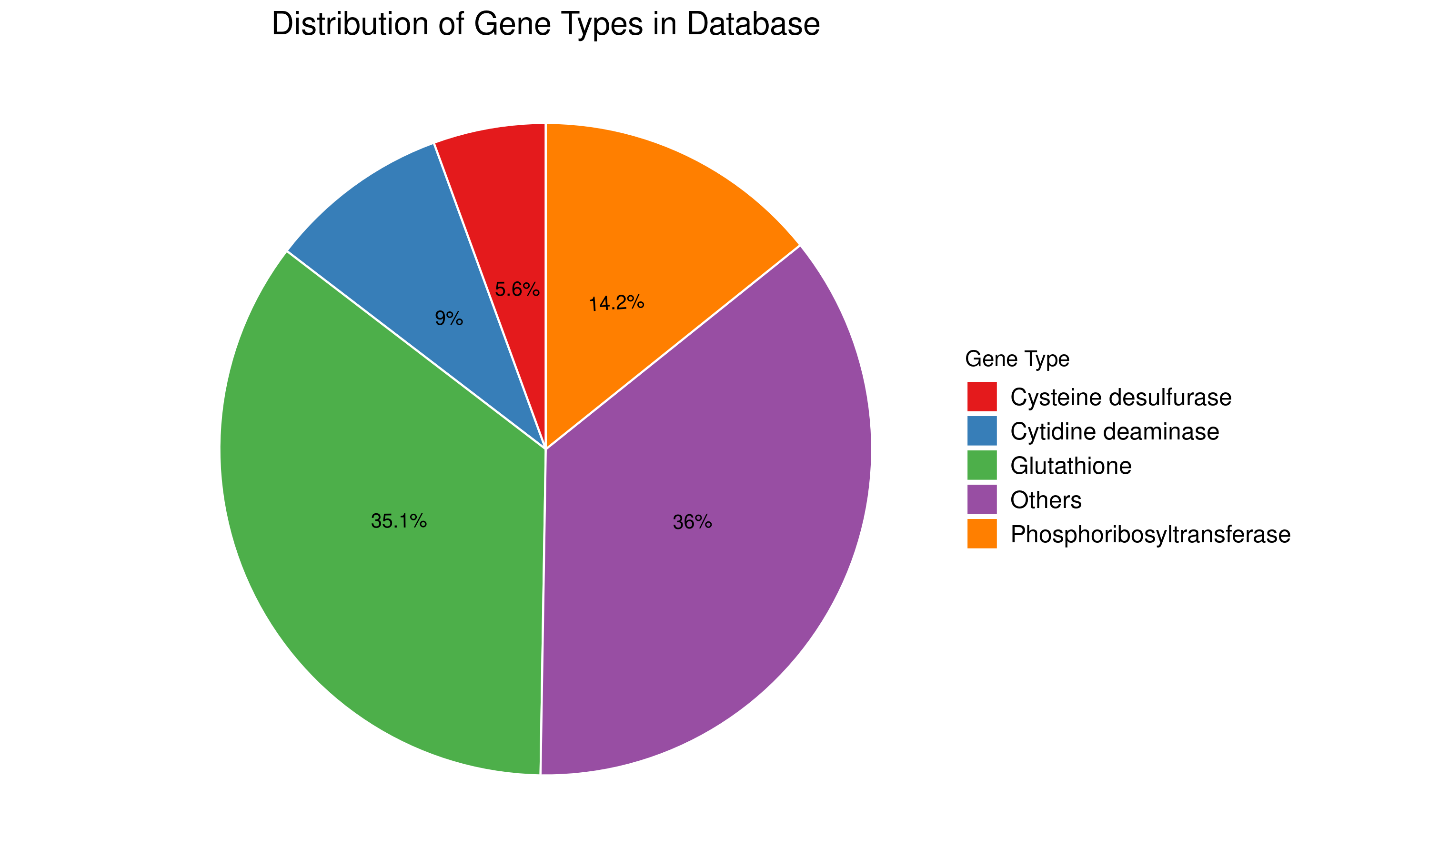 Distribution of Gene Types in Database
5.6%
14.2%
9%
35.1%
36%
Gene Type
Cysteine desulfurase
Cytidine deaminase
Glutathione
Others
Phosphoribosyltransferase